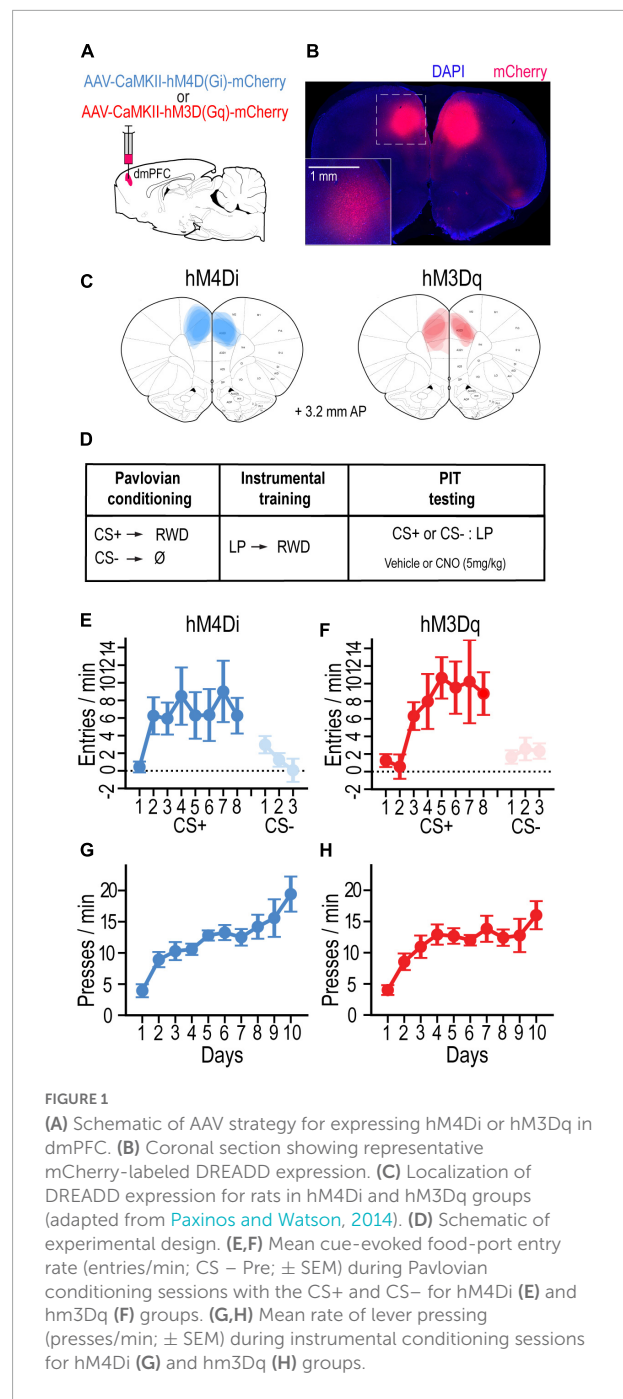 A
AAV-CaMKII-hM4D(Gi)-mCherry
or
AAV-CaMKII-hM3D(Gq)-mCherry
dmPFC
B
DAPI mCherry
1 mm
C
hM4Di hM3Dq
+ 3.2 mm AP
D
Pavlovian conditioning
Instrumental training
PIT testing
CS+ → RWD
CS- → Ø
LP → RWD
CS+ or CS- : LP
Vehicle or CNO (5mg/kg)
E
hM4Di
Entries / min
14
12
10
8
6
4
2
0
-2
1 2 3 4 5 6 7 8 1 2 3
CS+ CS-
F
hM3Dq
Entries / min
14
12
10
8
6
4
2
0
-2
1 2 3 4 5 6 7 8 1 2 3
CS+ CS-
G
Presses / min
20
15
10
5
0
1 2 3 4 5 6 7 8 9 10
Days
H
Presses / min
20
15
10
5
0
1 2 3 4 5 6 7 8 9 10
Days
FIGURE 1
(A) Schematic of AAV strategy for expressing hM4Di or hM3Dq in
dmPFC. (B) Coronal section showing representative
mCherry-labeled DREADD expression. (C) Localization of
DREADD expression for rats in hM4Di and hM3Dq groups
(adapted from Paxinos and Watson, 2014). (D) Schematic of
experimental design. (E,F) Mean cue-evoked food-port entry
rate (entries/min; CS – Pre; ± SEM) during Pavlovian
conditioning sessions with the CS+ and CS– for hM4Di (E) and
hm3Dq (F) groups. (G,H) Mean rate of lever pressing
(presses/min; ± SEM) during instrumental conditioning sessions
for hM4Di (G) and hm3Dq (H) groups.